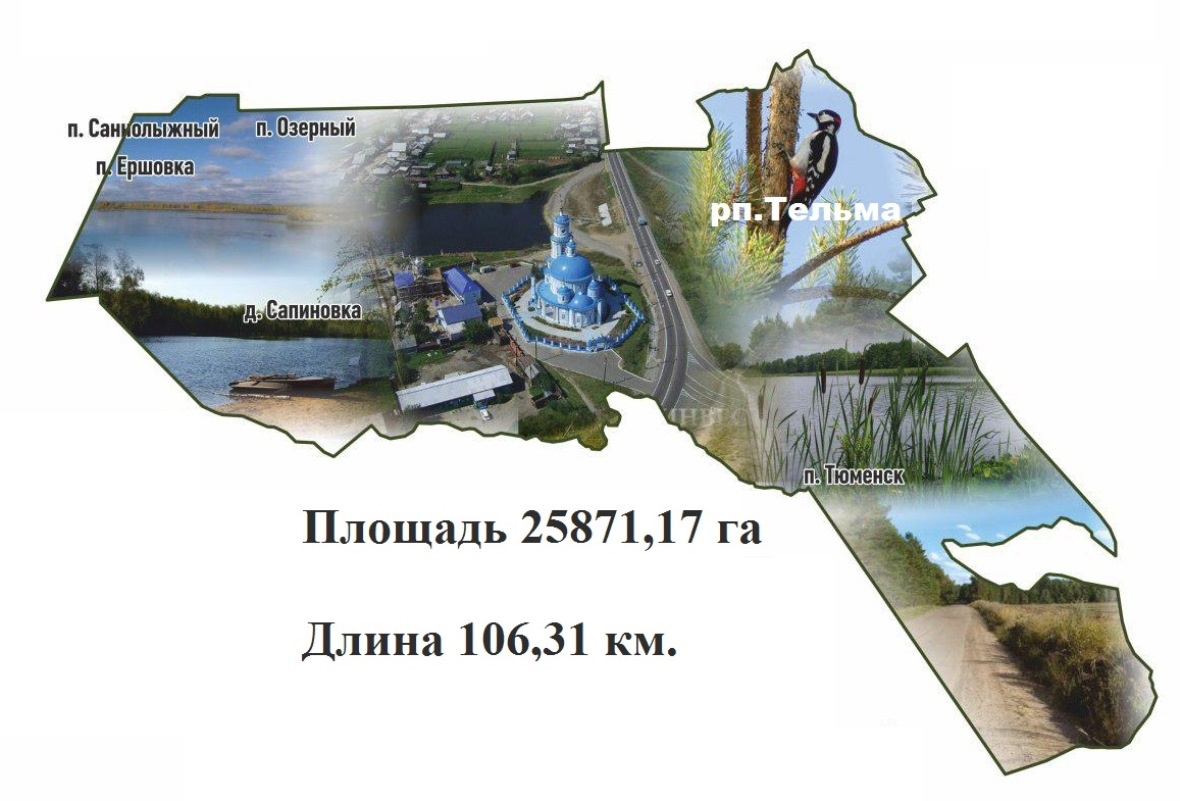 п. Саннолыжный
п. Озерный
п. Ершовка
рп.Тельма
д. Сапиновка
п. Тюменск
Площадь 25871,17 га
Длина 106,31 км.